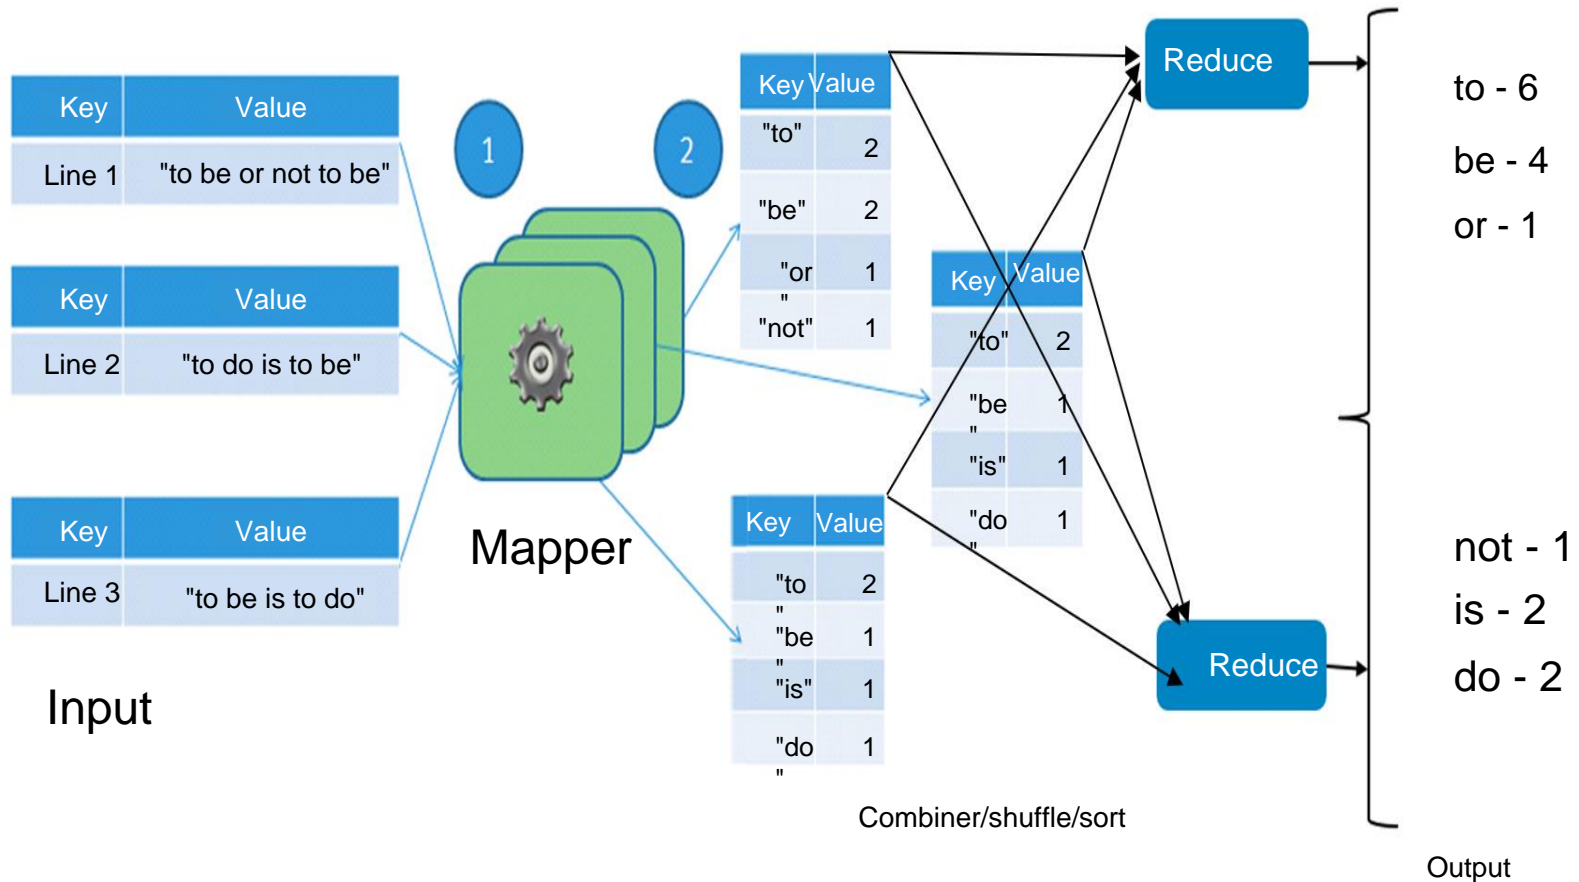 Key Value
Line 1 "to be or not to be"
Key Value
Line 2 "to do is to be"
Key Value
Line 3 "to be is to do"
Input
1
2
Mapper
Key Value
"to" 2
"be" 2
"or
" 1
"not" 1
Key Value
"to" 2
"be
" 1
"is" 1
"do
" 1
Key Value
"to
" 2
"be
" 1
"is" 1
"do
" 1
Combiner/shuffle/sort
Reduce
Reduce
to - 6
be - 4
or - 1
not - 1
is - 2
do - 2
Output